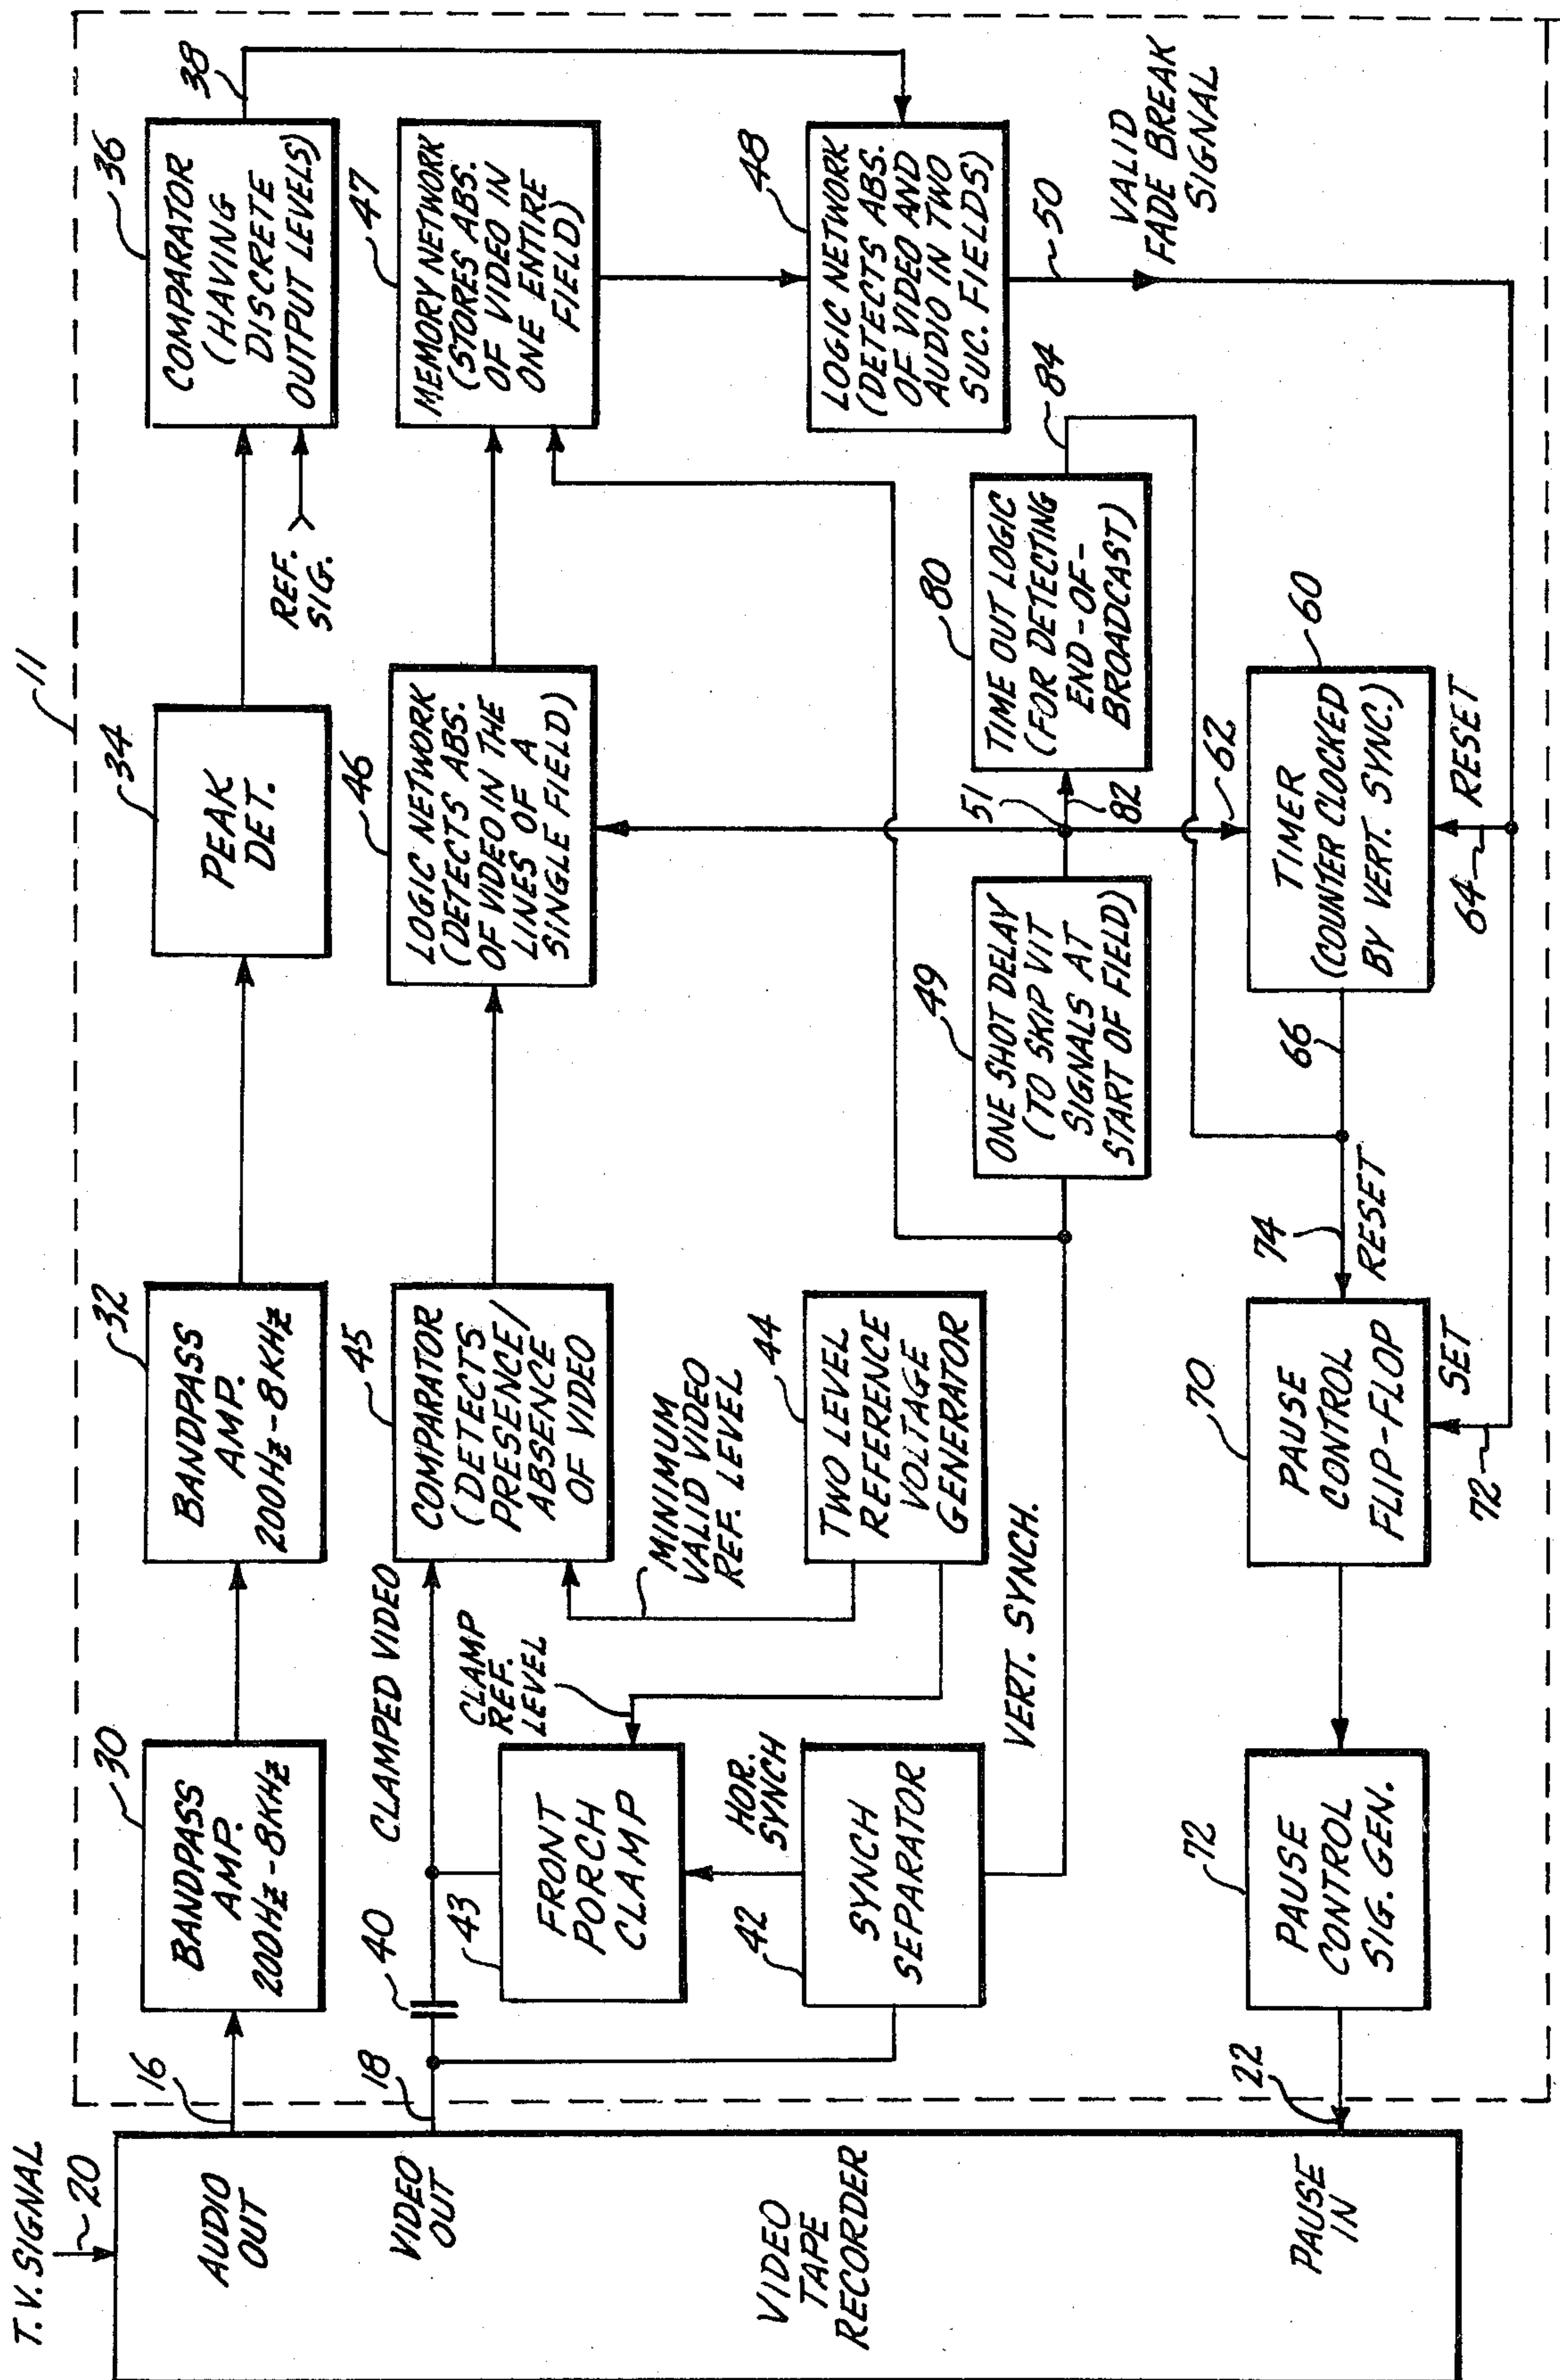 T.V. SIGNAL
20
AUDIO
OUT
VIDEO
OUT
VIDEO
TAPE
RECORDER
PAUSE
IN
11
16
18
22
30
BANDPASS
AMP.
200Hz-8KHz
32
BANDPASS
AMP.
200Hz-8KHz
34
PEAK
DET.
36
COMPARATOR
(HAVING
DISCRETE
OUTPUT LEVELS)
REF.
SIG.
38
40
CLAMPED VIDEO
43
FRONT
PORCH
CLAMP
CLAMP
REF.
LEVEL
HOR.
SYNCH
42
SYNCH
SEPARATOR
VERT. SYNCH.
45
COMPARATOR
(DETECTS
PRESENCE/
ABSENCE
OF VIDEO
MINIMUM
VALID VIDEO
REF. LEVEL
44
TWO LEVEL
REFERENCE
VOLTAGE
GENERATOR
46
LOGIC NETWORK
(DETECTS ABS.
OF VIDEO IN THE
LINES OF A
SINGLE FIELD)
47
MEMORY NETWORK
(STORES ABS.
OF VIDEO IN
ONE ENTIRE
FIELD)
48
LOGIC NETWORK
(DETECTS ABS.
OF VIDEO AND
AUDIO IN TWO
SUC. FIELDS)
50
VALID
FADE BREAK
SIGNAL
49
ONE SHOT DELAY
(TO SKIP VIT
SIGNALS AT
START OF FIELD)
51
82
80
TIME OUT LOGIC
(FOR DETECTING
END-OF-
BROADCAST)
84
62
60
TIMER
(COUNTER CLOCKED
BY VERT. SYNC.)
64
RESET
66
74
RESET
70
PAUSE
CONTROL
FLIP-FLOP
SET
72
72
PAUSE
CONTROL
SIG. GEN.